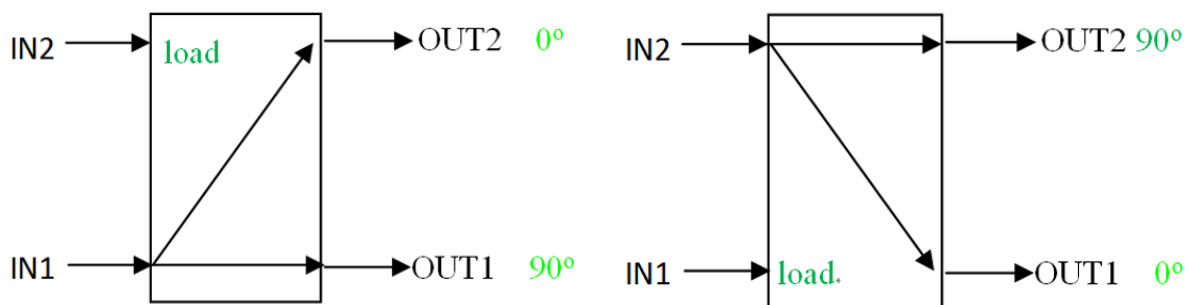 IN2 load OUT2 0º
IN1 OUT1 90º
IN2 OUT2 90º
IN1 load. OUT1 0º